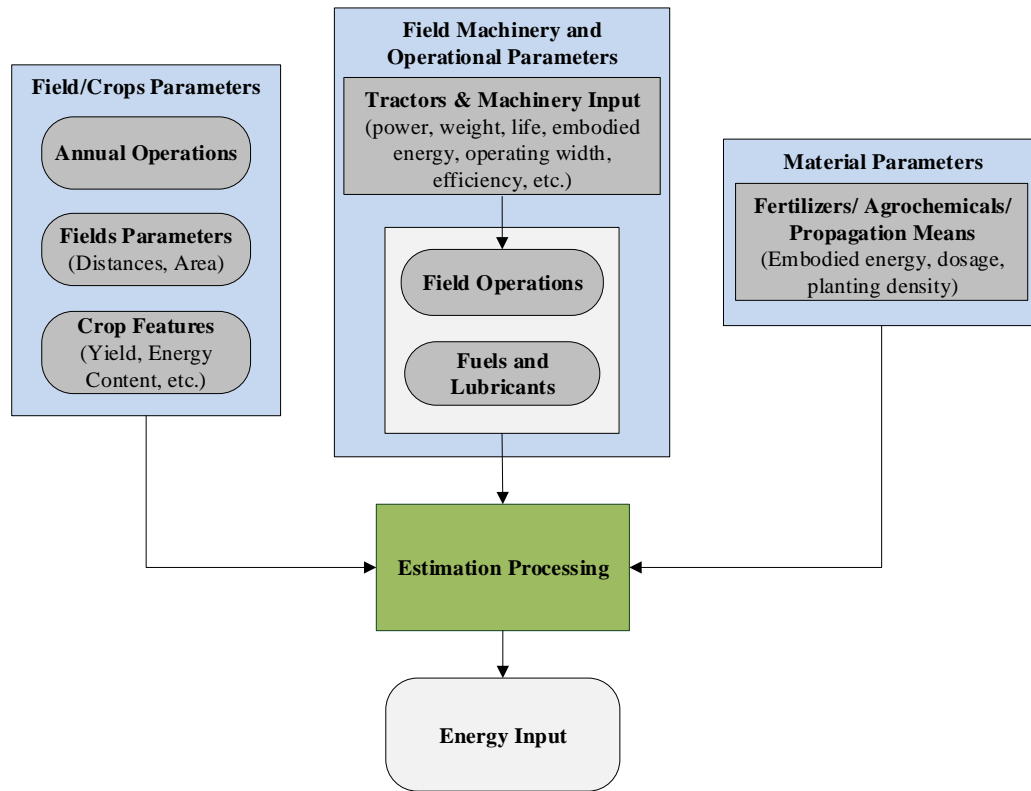 Field/Crops Parameters
Annual Operations
Fields Parameters
(Distances, Area)
Crop Features
(Yield, Energy
Content, etc.)
Field Machinery and
Operational Parameters
Tractors & Machinery Input
(power, weight, life, embodied
energy, operating width,
efficiency, etc.)
Field Operations
Fuels and
Lubricants
Material Parameters
Fertilizers/ Agrochemicals/
Propagation Means
(Embodied energy, dosage,
planting density)
Estimation Processing
Energy Input